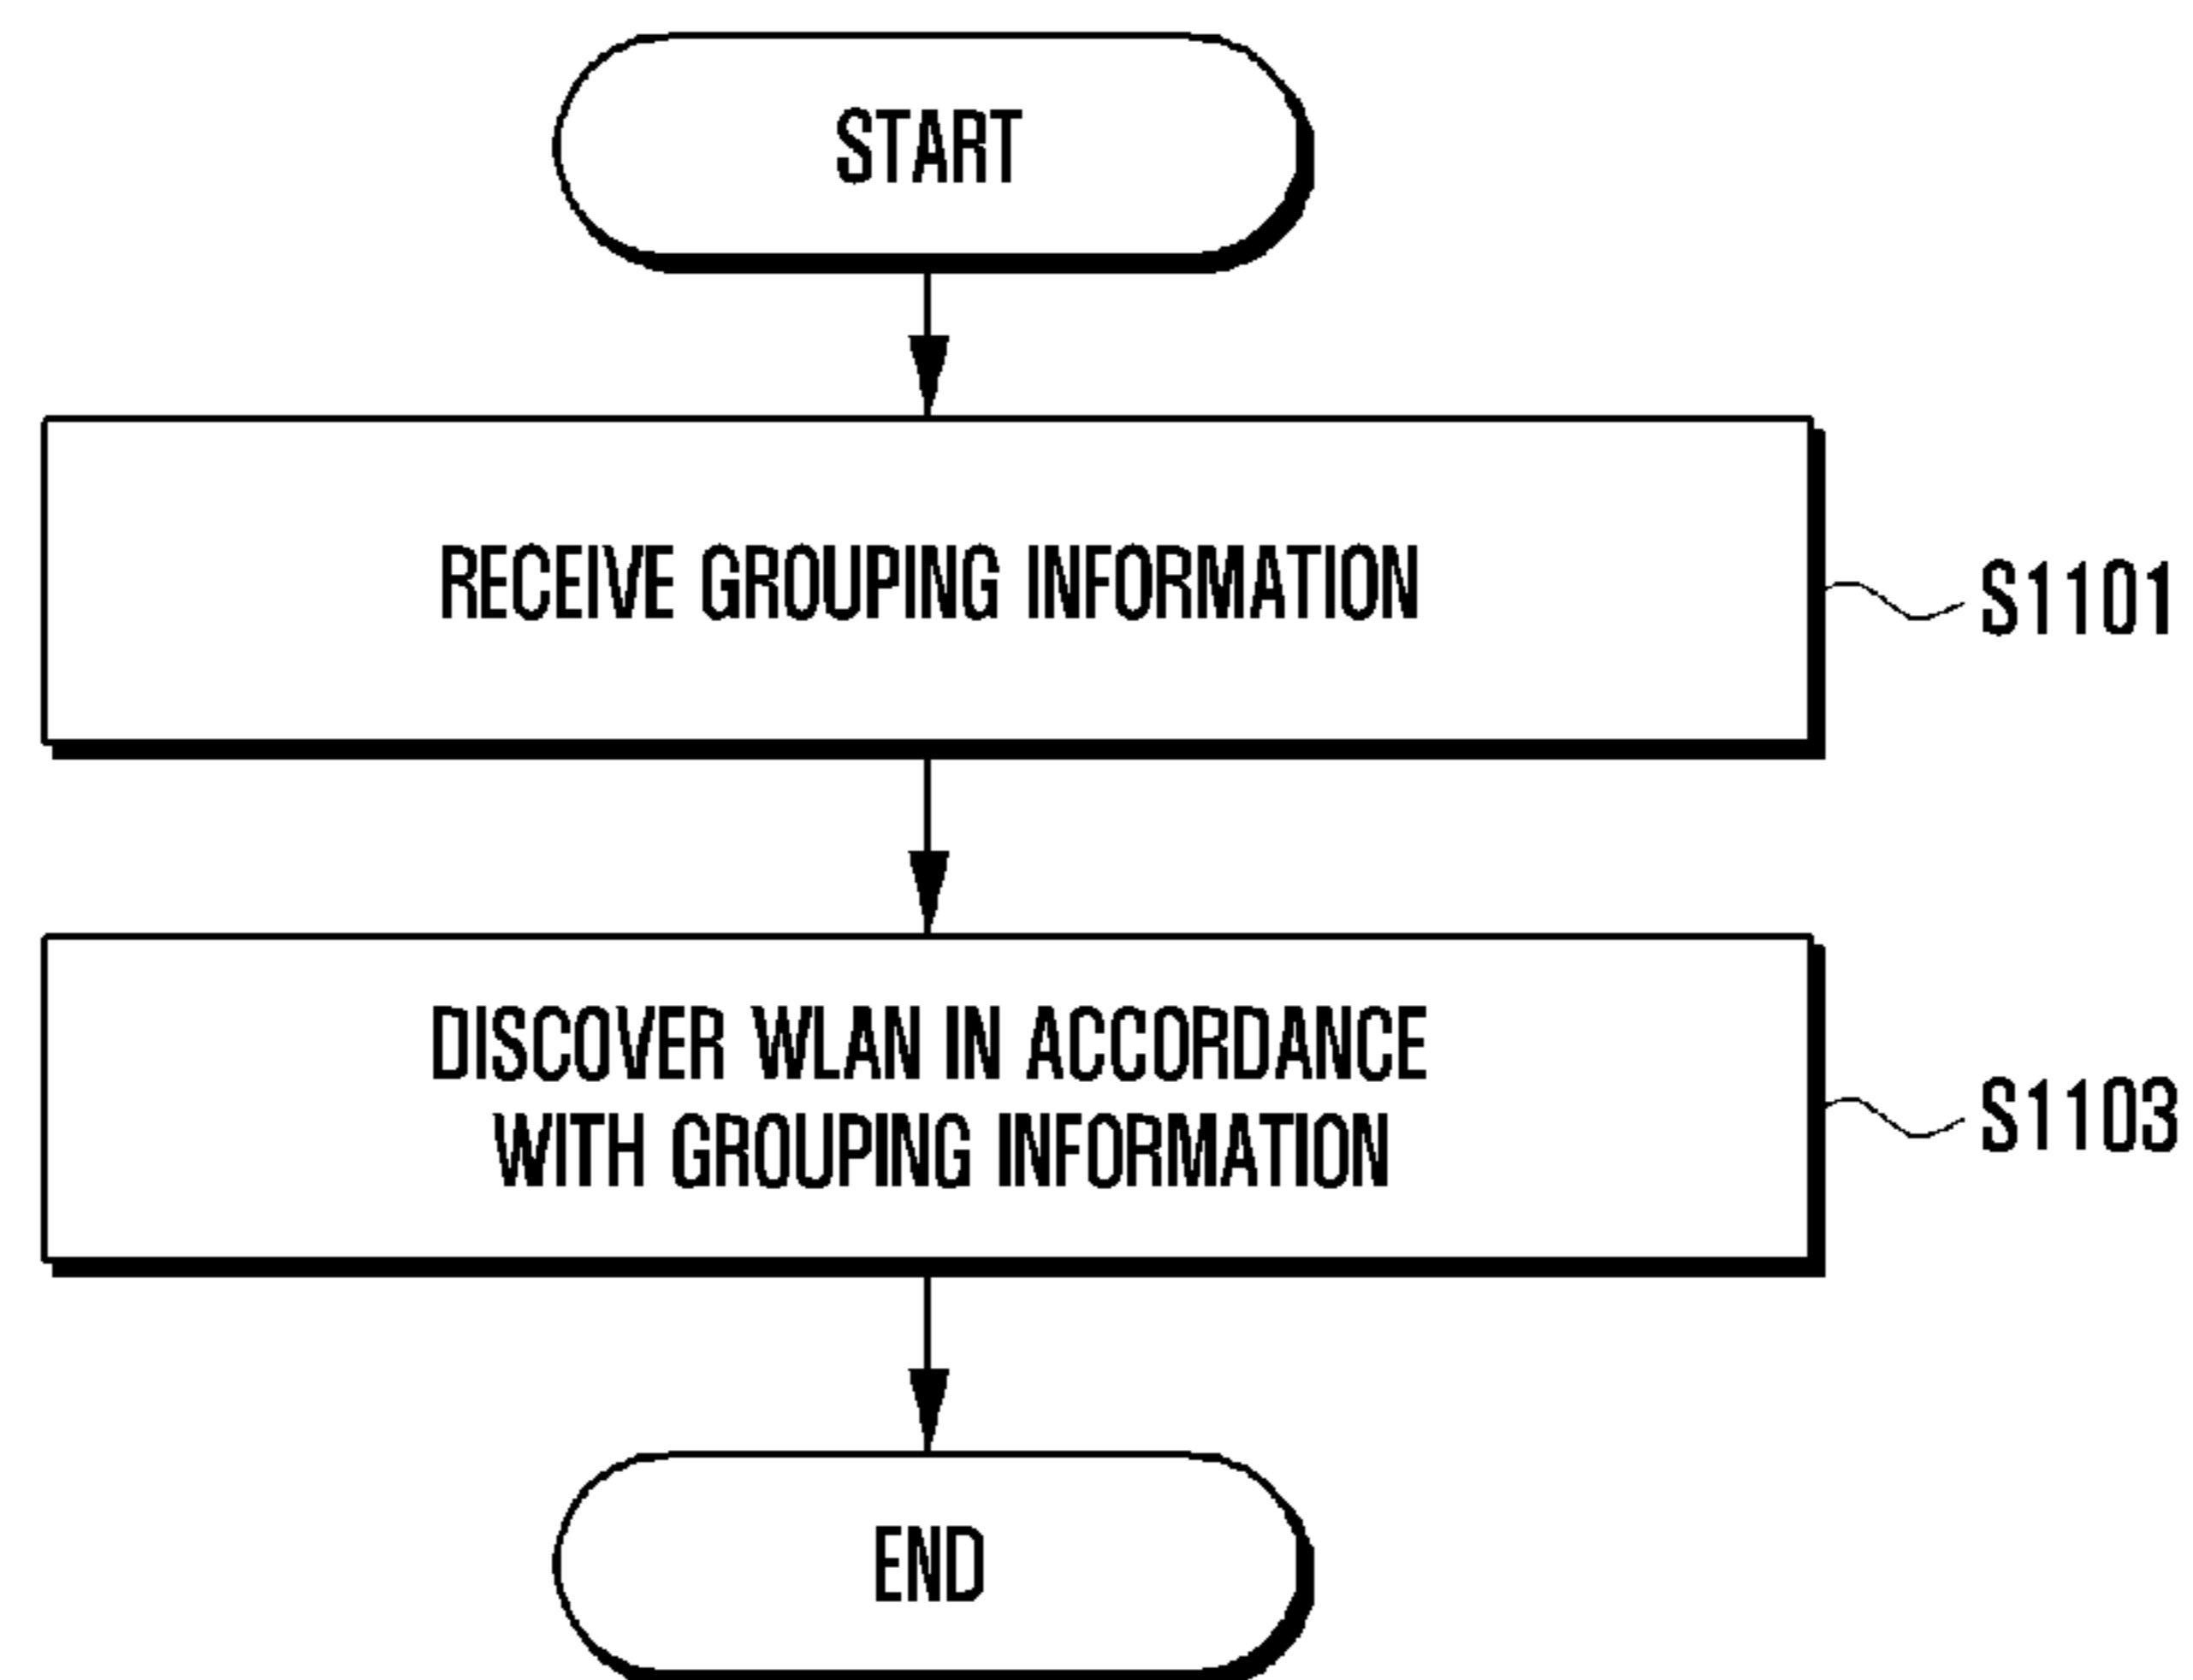 START
RECEIVE GROUPING INFORMATION
S1101
DISCOVER WLAN IN ACCORDANCE
WITH GROUPING INFORMATION
S1103
END